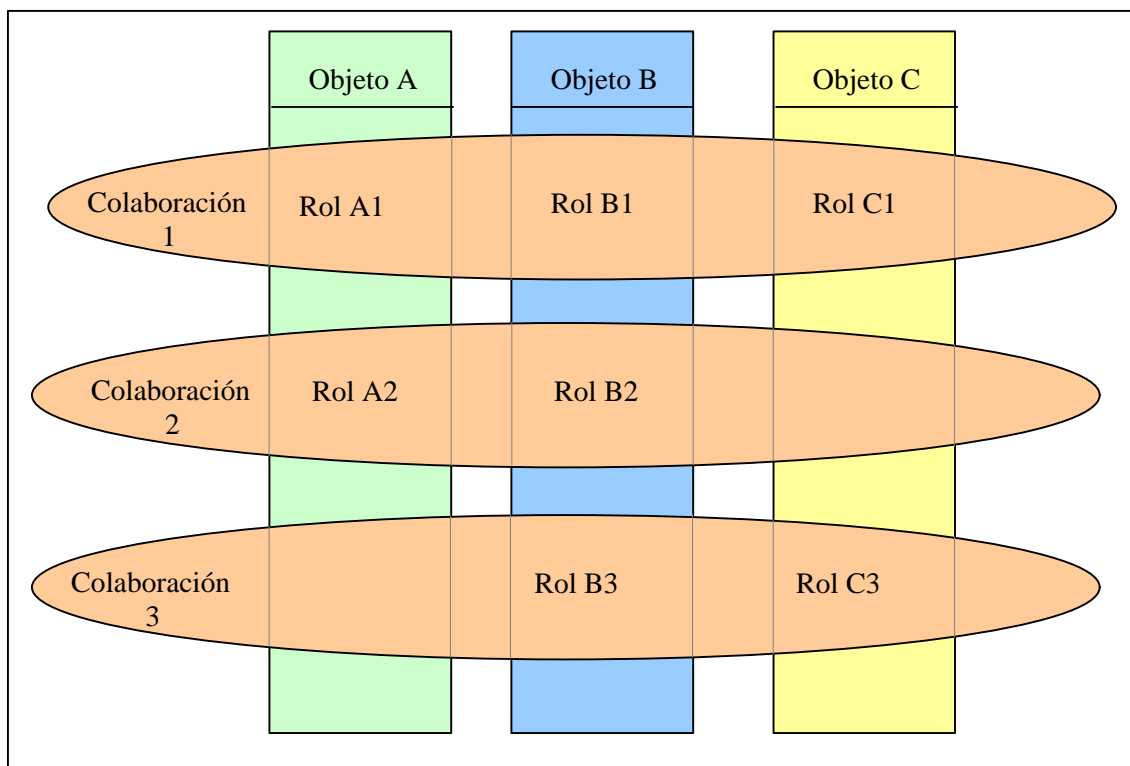 Objeto A
Objeto B
Objeto C
Colaboración
1
Rol A1
Rol B1
Rol C1
Colaboración
2
Rol A2
Rol B2
Colaboración
3
Rol B3
Rol C3